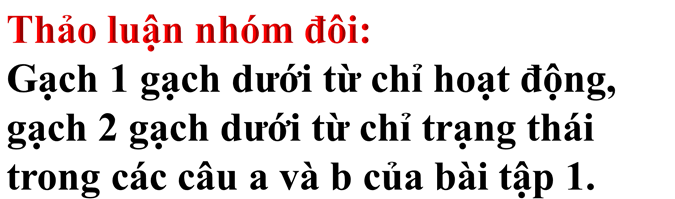 Thảo luận nhóm đôi:
Gạch 1 gạch dưới từ chỉ hoạt động,
gạch 2 gạch dưới từ chỉ trạng thái
trong các câu a và b của bài tập 1.